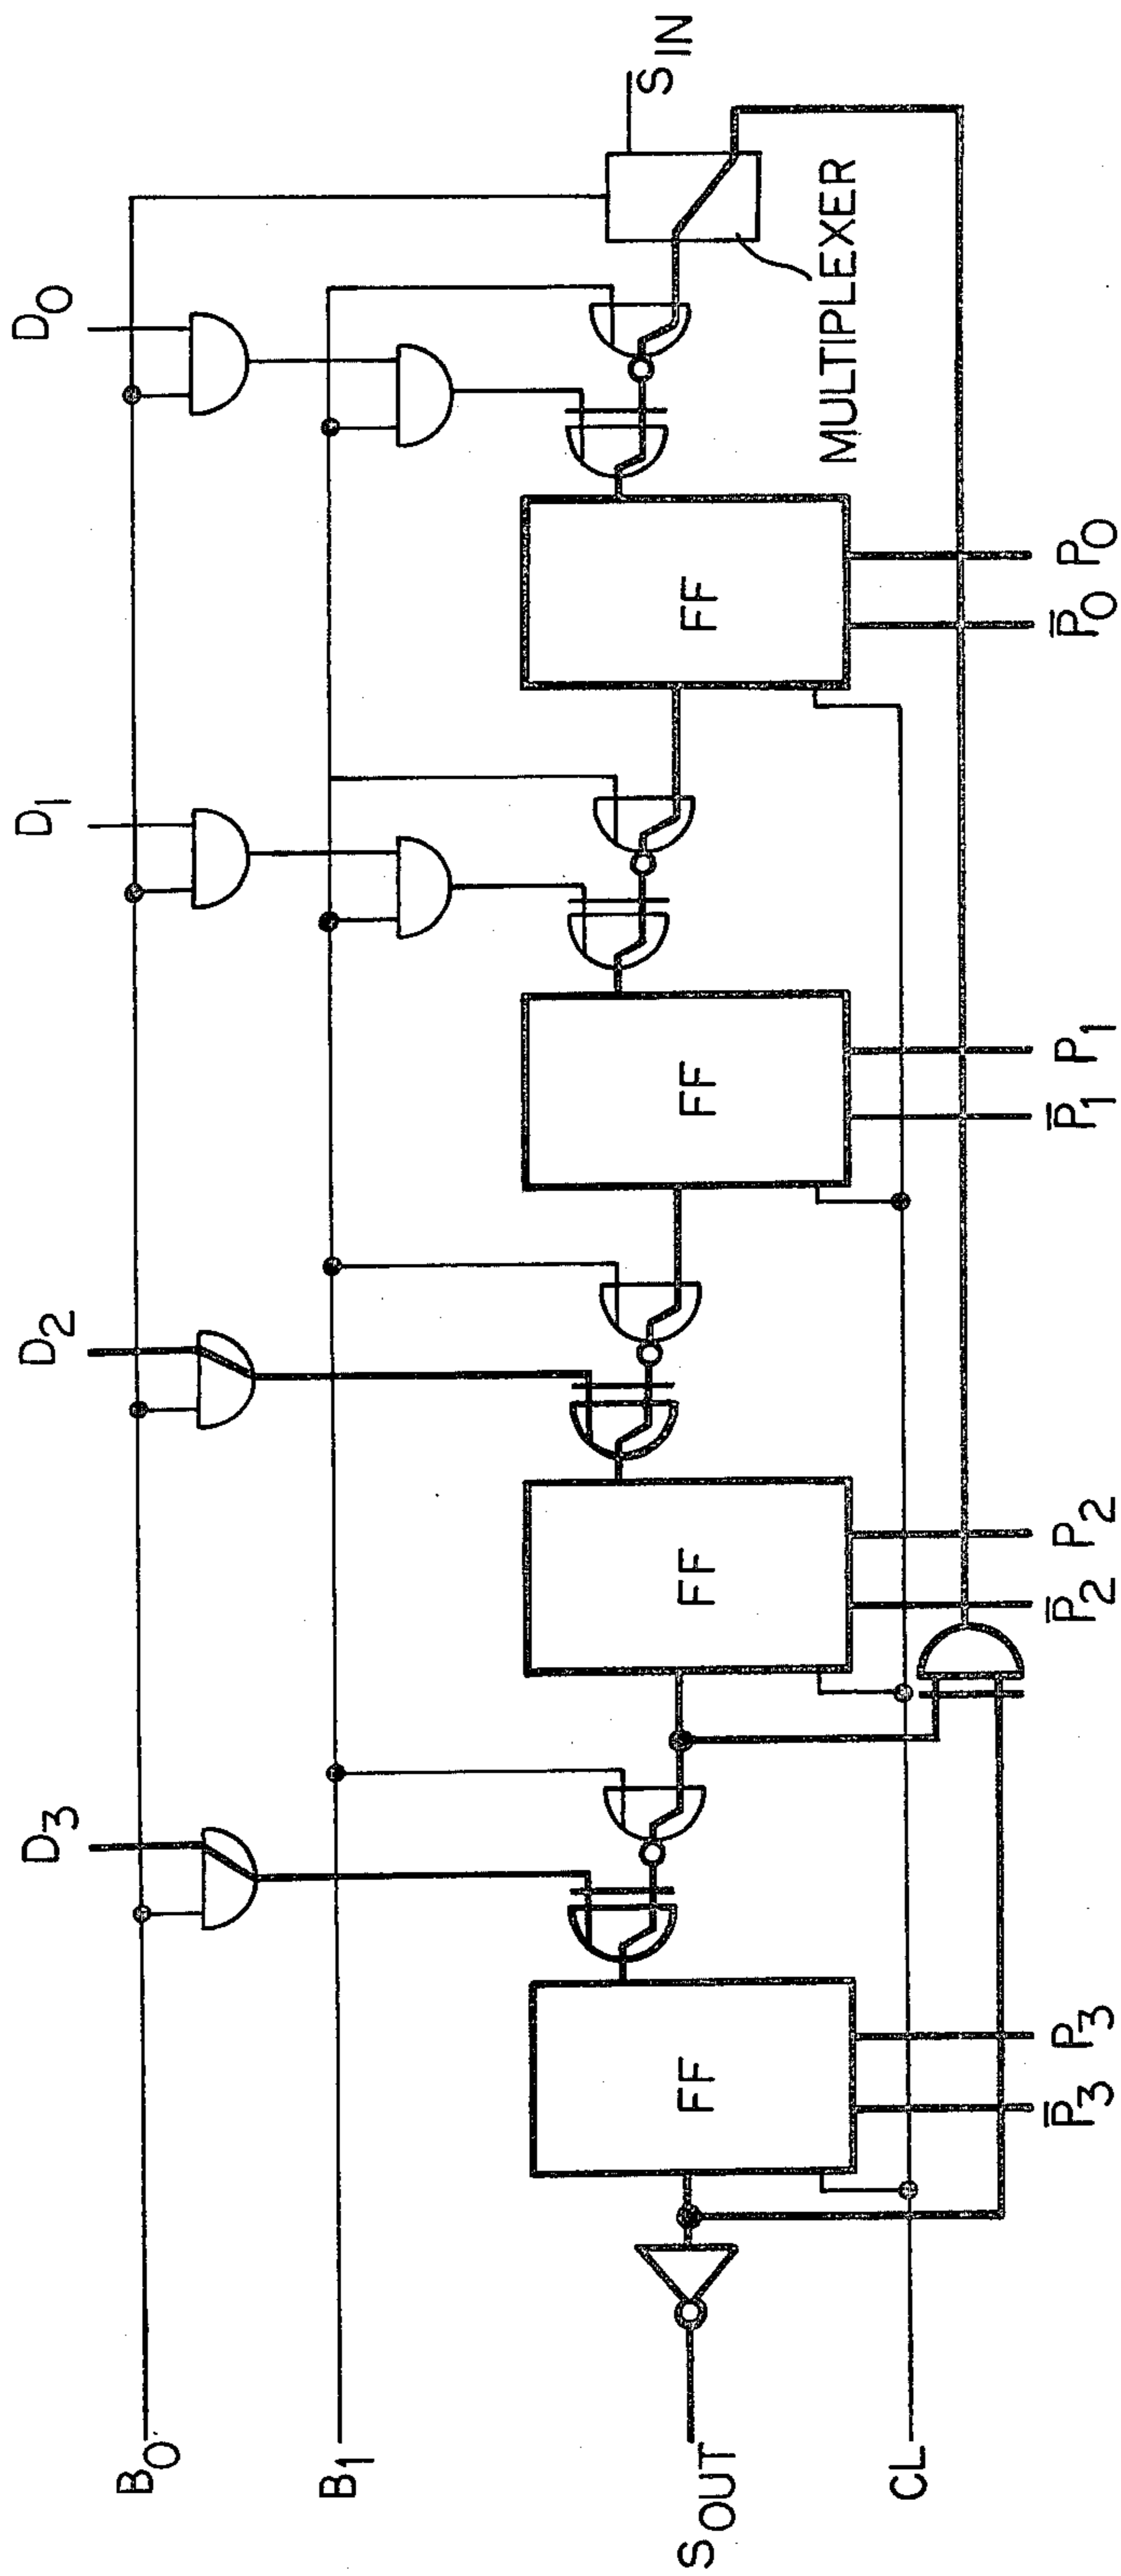 D₃
D₂
D₁
D₀
B₀
B₁
S_OUT
CL
FF
FF
FF
FF
S_IN
MULTIPLEXER
P̅₃
P₃
P̅₂
P₂
P̅₁
P₁
P̅₀
P₀